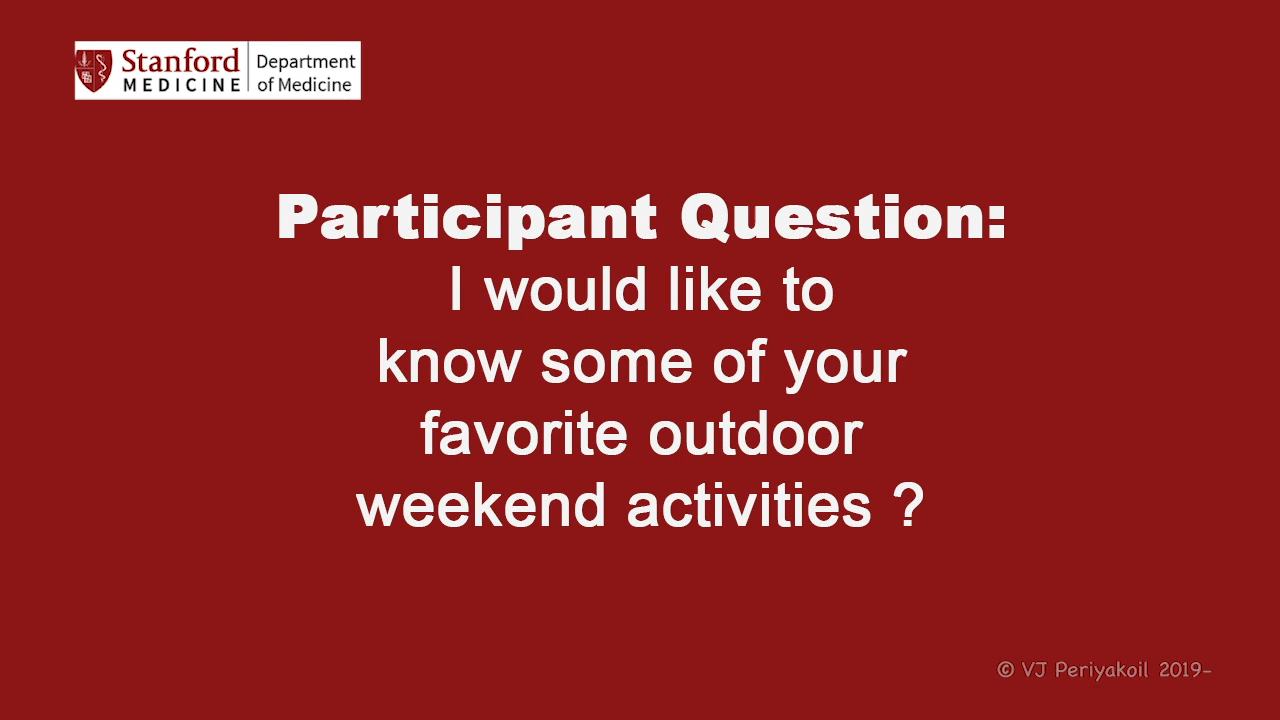 Stanford
MEDICINE
Department
of Medicine
Participant Question:
I would like to
know some of your
favorite outdoor
weekend activities ?
© VJ Periyakoil 2019-